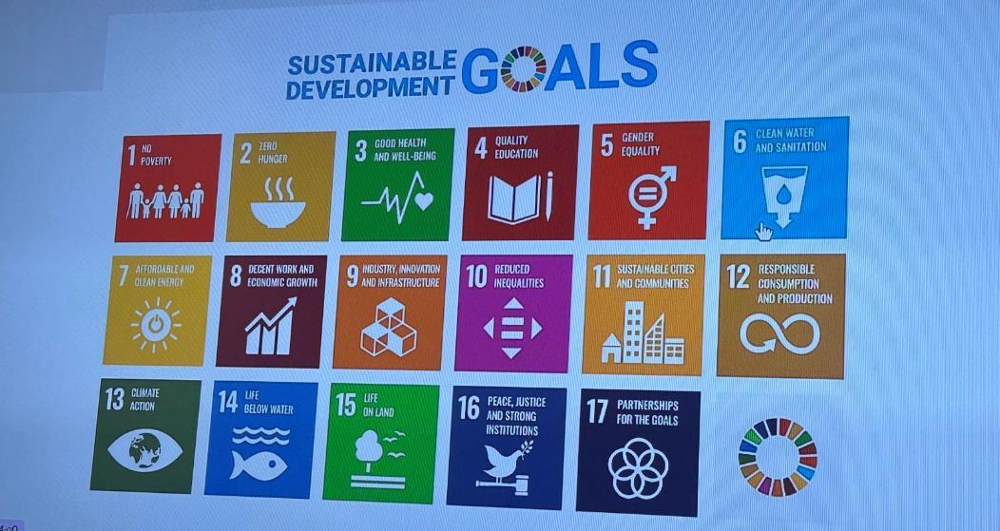 SUSTAINABLE
DEVELOPMENT GOALS
1 NO
POVERTY
2 ZERO
HUNGER
3 GOOD HEALTH
AND WELL-BEING
4 QUALITY
EDUCATION
5 GENDER
EQUALITY
6 CLEAN WATER
AND SANITATION
7 AFFORDABLE AND
CLEAN ENERGY
8 DECENT WORK AND
ECONOMIC GROWTH
9 INDUSTRY, INNOVATION
AND INFRASTRUCTURE
10 REDUCED
INEQUALITIES
11 SUSTAINABLE CITIES
AND COMMUNITIES
12 RESPONSIBLE
CONSUMPTION
AND PRODUCTION
13 CLIMATE
ACTION
14 LIFE
BELOW WATER
15 LIFE
ON LAND
16 PEACE, JUSTICE
AND STRONG
INSTITUTIONS
17 PARTNERSHIPS
FOR THE GOALS